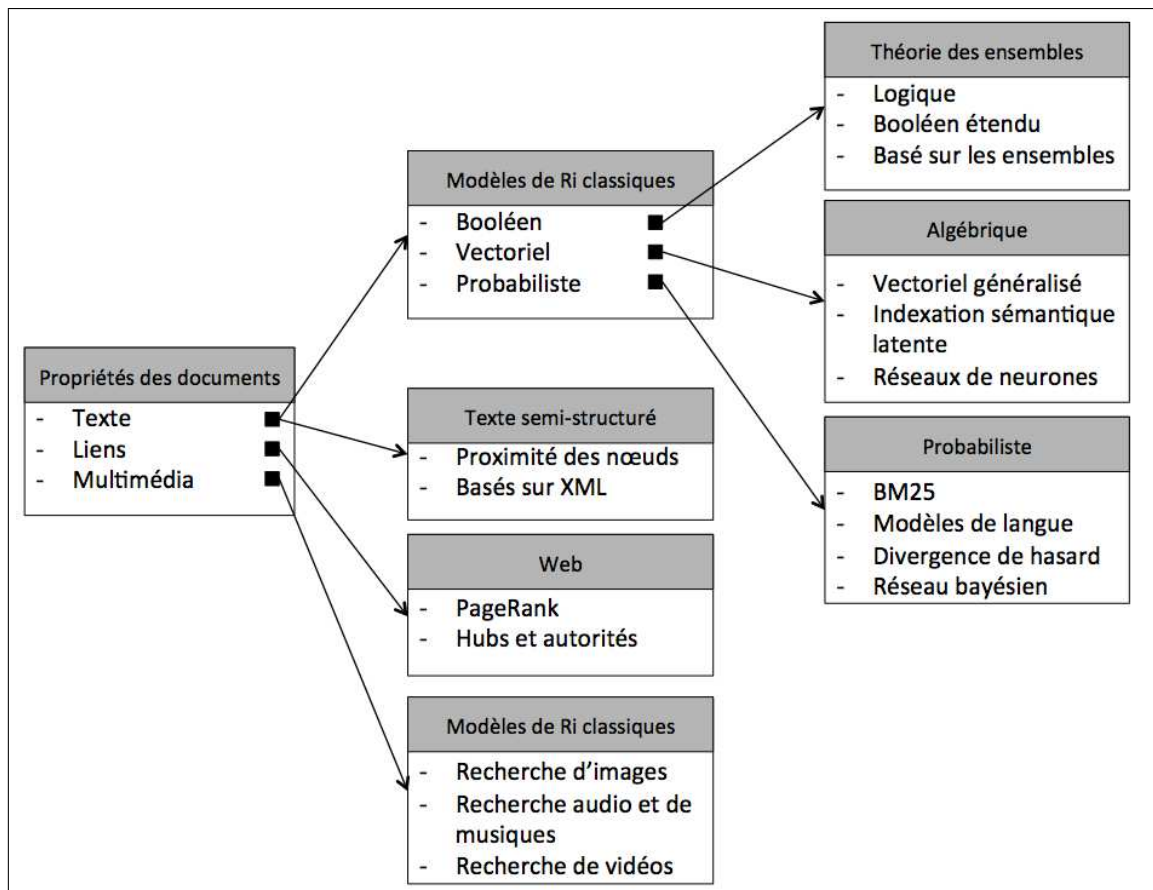 Propriétés des documents
- Texte
- Liens
- Multimédia
Modèles de Ri classiques
- Booléen
- Vectoriel
- Probabiliste
Texte semi-structuré
- Proximité des nœuds
- Basés sur XML
Web
- PageRank
- Hubs et autorités
Modèles de Ri classiques
- Recherche d'images
- Recherche audio et de
musiques
- Recherche de vidéos
Théorie des ensembles
- Logique
- Booléen étendu
- Basé sur les ensembles
Algébrique
- Vectoriel généralisé
- Indexation sémantique
latente
- Réseaux de neurones
Probabiliste
- BM25
- Modèles de langue
- Divergence de hasard
- Réseau bayésien